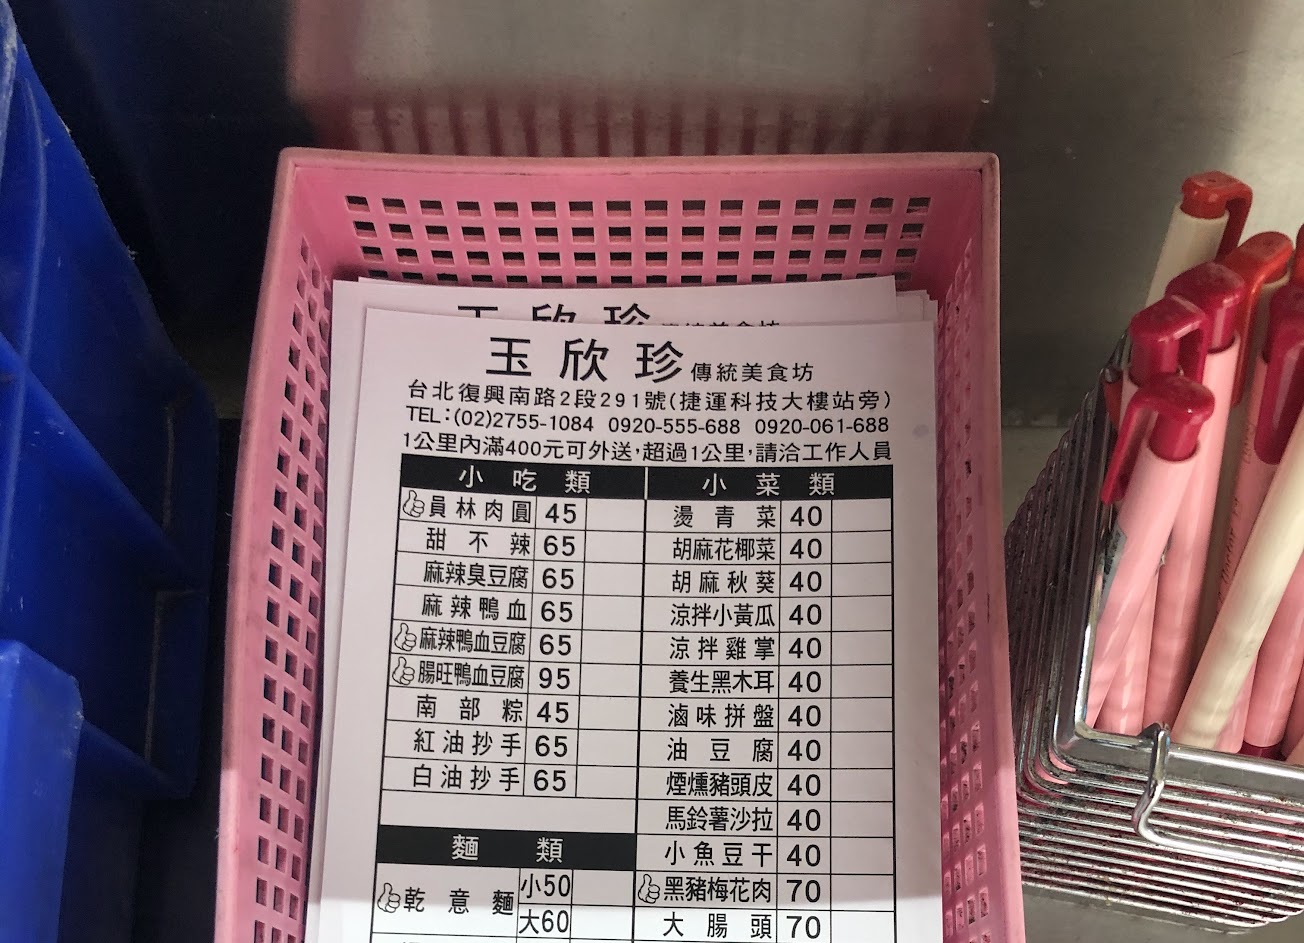 玉欣珍
玉欣珍傳統美食坊
台北復興南路2段291號(捷運科技大樓站旁)
TEL:(02)2755-1084 0920-555-688 0920-061-688
1公里內滿400元可外送,超過1公里,請洽工作人員
小吃類
員林肉圓 45
甜不辣 65
麻辣臭豆腐 65
麻辣鴨血 65
麻辣鴨血豆腐 65
腸旺鴨血豆腐 95
南部粽 45
紅油抄手 65
白油抄手 65
麵類
乾意麵 小50
大60
小菜類
燙青菜 40
胡麻花椰菜 40
胡麻秋葵 40
涼拌小黃瓜 40
涼拌雞掌 40
養生黑木耳 40
滷味拼盤 40
油豆腐 40
煙燻豬頭皮 40
馬鈴薯沙拉 40
小魚豆干 40
黑豬梅花肉 70
大腸頭 70